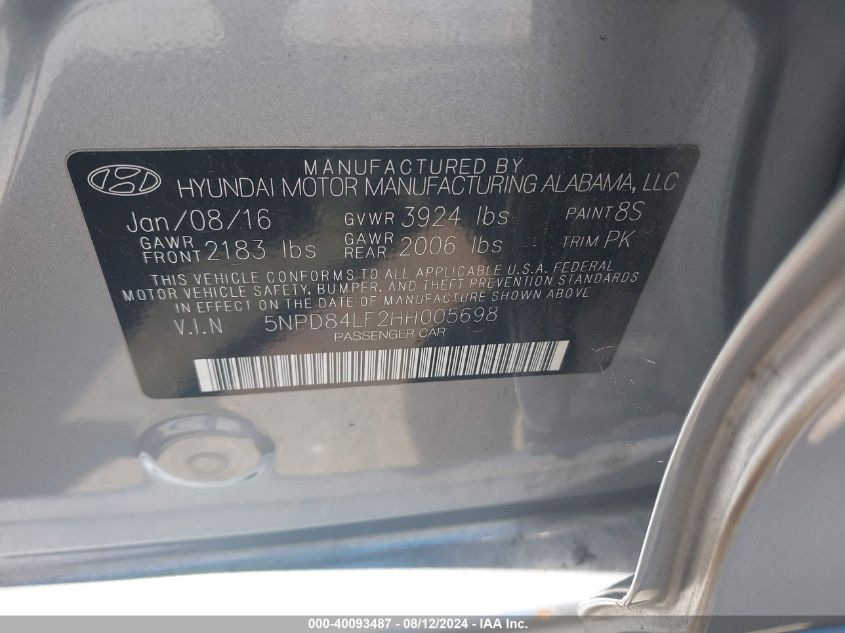 MANUFACTURED BY
HYUNDAI MOTOR MANUFACTURING ALABAMA, LLC
Jan/08/16 GVWR 3924 lbs PAINT 8S
GAWR FRONT 2183 lbs GAWR REAR 2006 lbs TRIM PK
THIS VEHICLE CONFORMS TO ALL APPLICABLE U.S.A. FEDERAL
MOTOR VEHICLE SAFETY, BUMPER, AND THEFT PREVENTION STANDARDS
IN EFFECT ON THE DATE OF MANUFACTURE SHOWN ABOVE.
V.I.N 5NPD84LF2HH005698
PASSENGER CAR
000-40093487 - 08/12/2024 - IAA Inc.